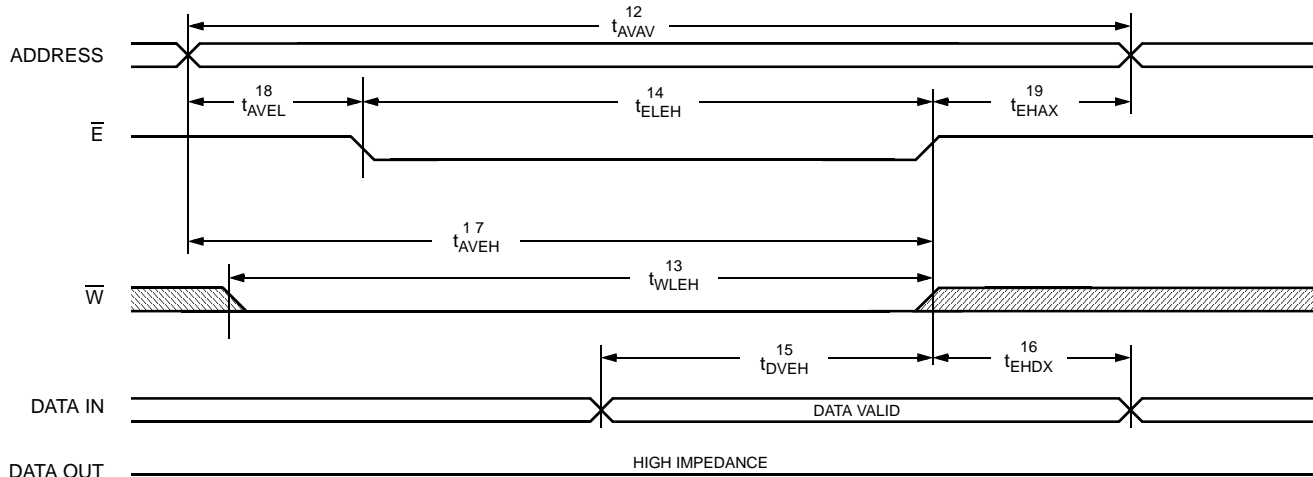 12
tAVAV
ADDRESS
18
tAVEL
14
tELEH
19
tEHAX
E
1 7
tAVEH
13
tWLEH
W
15
tDVEH
16
tEHDX
DATA IN
DATA VALID
DATA OUT
HIGH IMPEDANCE